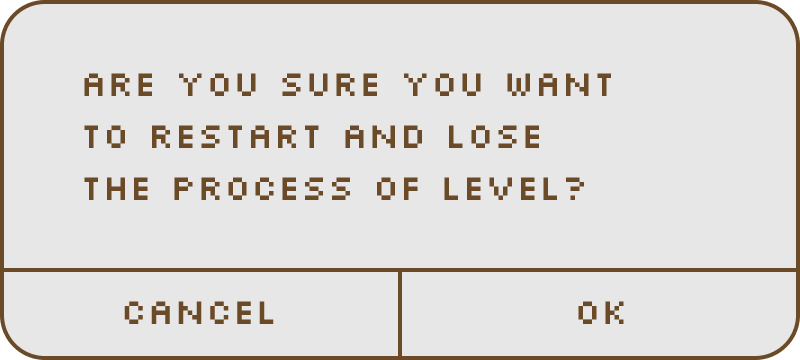 ARE YOU SURE YOU WANT
TO RESTART AND LOSE
THE PROCESS OF LEVEL?
CANCEL
OK